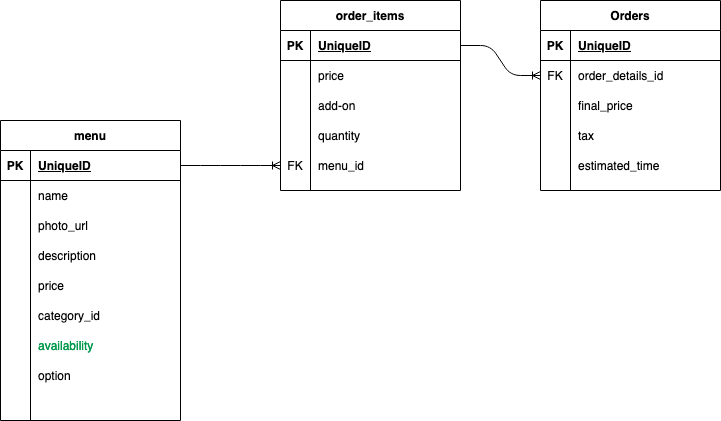 order_items
PK UniqueID
price
add-on
quantity
FK menu_id
Orders
PK UniqueID
FK order_details_id
final_price
tax
estimated_time
menu
PK UniqueID
name
photo_url
description
price
category_id
availability
option